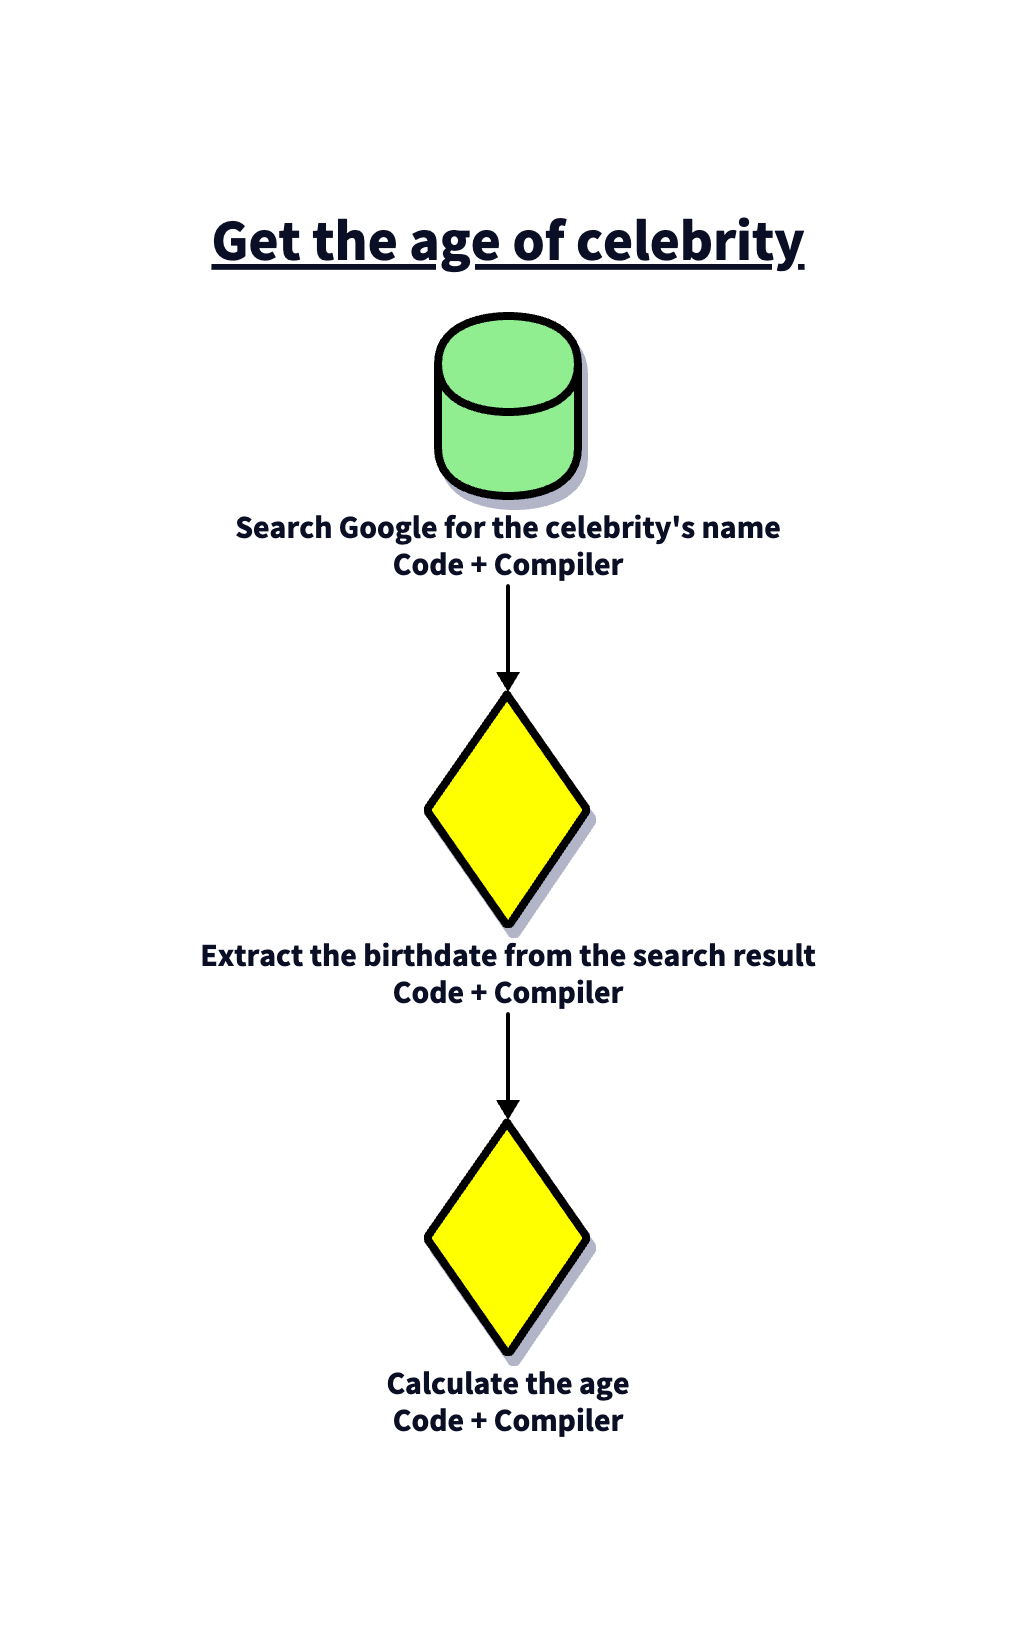 Get the age of celebrity
Search Google for the celebrity's name
Code + Compiler
Extract the birthdate from the search result
Code + Compiler
Calculate the age
Code + Compiler